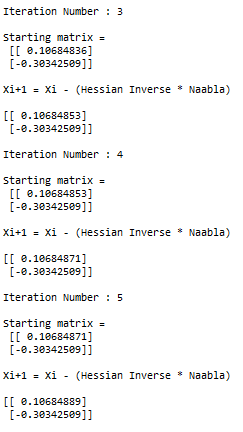 Iteration Number : 3
Starting matrix =
[[ 0.10684836]
[-0.30342509]]
Xi+1 = Xi - (Hessian Inverse * Naabla)
[[ 0.10684853]
[-0.30342509]]
Iteration Number : 4
Starting matrix =
[[ 0.10684853]
[-0.30342509]]
Xi+1 = Xi - (Hessian Inverse * Naabla)
[[ 0.10684871]
[-0.30342509]]
Iteration Number : 5
Starting matrix =
[[ 0.10684871]
[-0.30342509]]
Xi+1 = Xi - (Hessian Inverse * Naabla)
[[ 0.10684889]
[-0.30342509]]